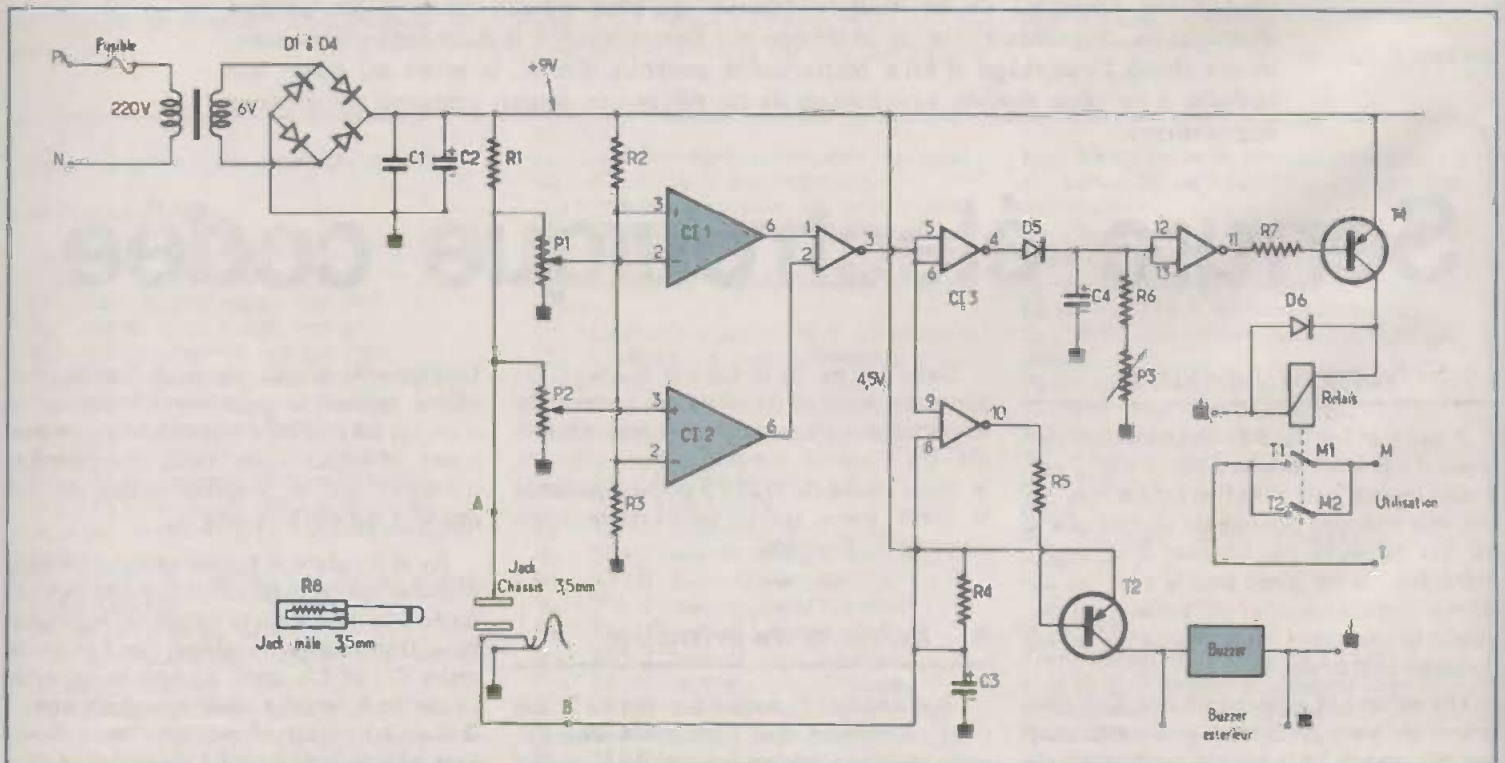 Fusible
D1 à D4
Ph
220V
6V
N
+9V
C1
C2
R1
R2
P1
3
+
2
-
CI 1
6
1
2
3
5
6
4
CI 3
D5
C4
R6
P3
12
13
11
R7
T1
D6
Relais
T1
M1
M
T2
M2
Utilisation
T
P2
3
+
2
-
CI 2
6
R3
4,5V
9
8
10
R5
A
Jack
Chassis 3,5mm
R8
Jack mâle 3,5mm
B
R4
C3
T2
Buzzer
Buzzer
exterieur